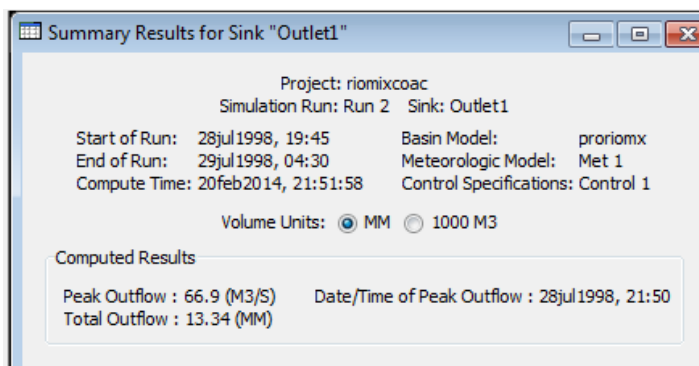 Summary Results for Sink "Outlet1"
Project: riomixcoac
Simulation Run: Run 2 Sink: Outlet1
Start of Run: 28jul1998, 19:45 Basin Model: proriomx
End of Run: 29jul1998, 04:30 Meteorologic Model: Met 1
Compute Time: 20feb2014, 21:51:58 Control Specifications: Control 1
Volume Units: MM 1000 M3
Computed Results
Peak Outflow : 66.9 (M3/S) Date/Time of Peak Outflow : 28jul1998, 21:50
Total Outflow : 13.34 (MM)